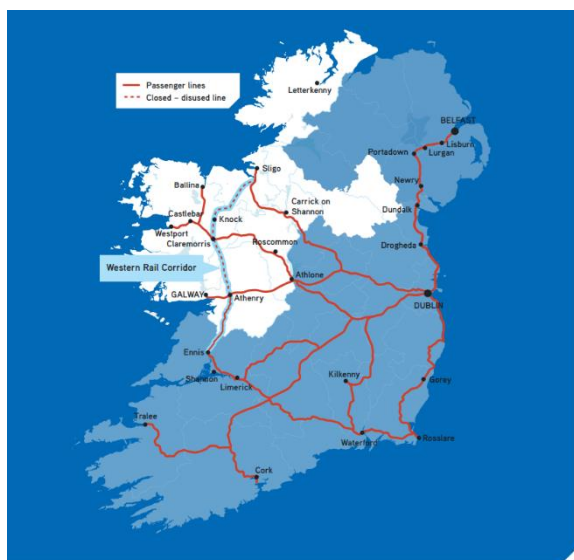 Letterkenny
Passenger lines
Closed – disused line
BELFAST
Lisburn
Lurgan
Portadown
Sligo
Newry
Ballina
Carrick on
Shannon
Dundalk
Castlebar
Knock
Westport
Claremorris
Roscommon
Drogheda
Western Rail Corridor
Athlone
GALWAY
Athenry
DUBLIN
Ennis
Shannon
Limerick
Kilkenny
Gorey
Tralee
Waterford
Rosslare
Cork